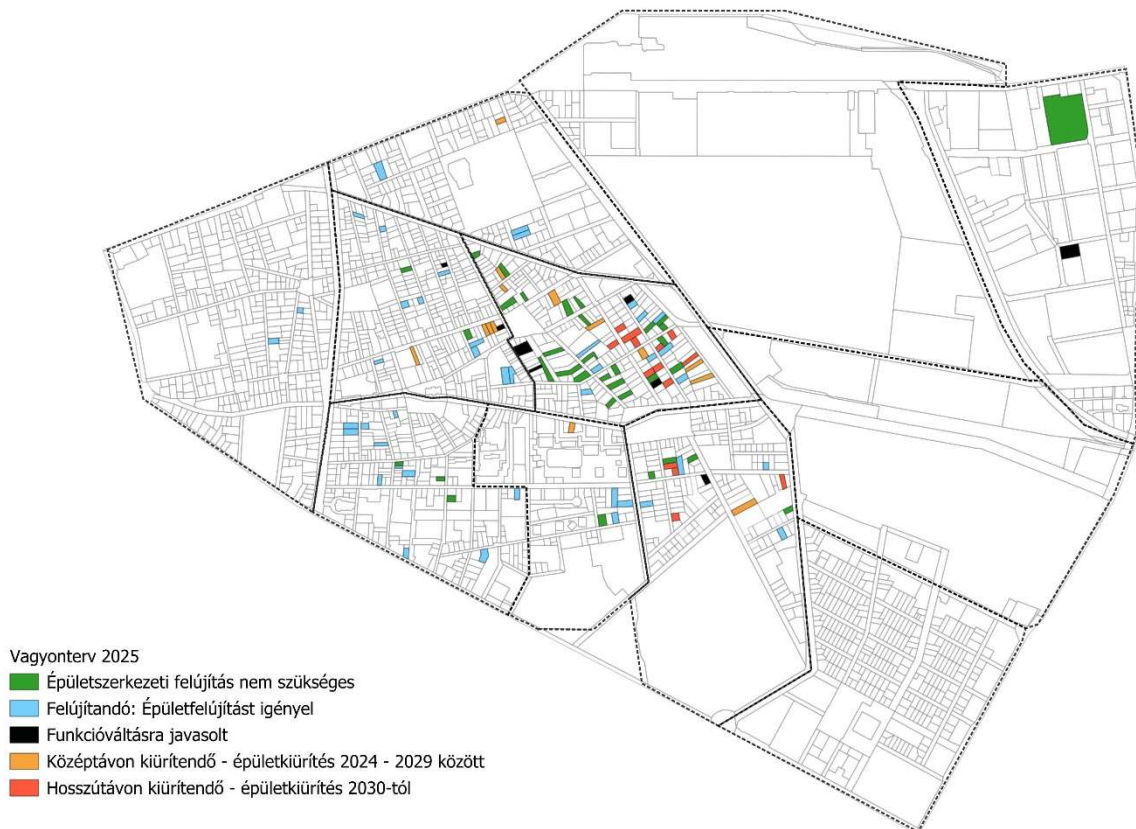 Vagyonterv 2025
Épületszerkezeti felújítás nem szükséges
Felújítandó: Épületfelújítást igényel
Funkcióváltásra javasolt
Középtávon kiürítendő - épületkiürítés 2024 - 2029 között
Hosszútávon kiürítendő - épületkiürítés 2030-tól